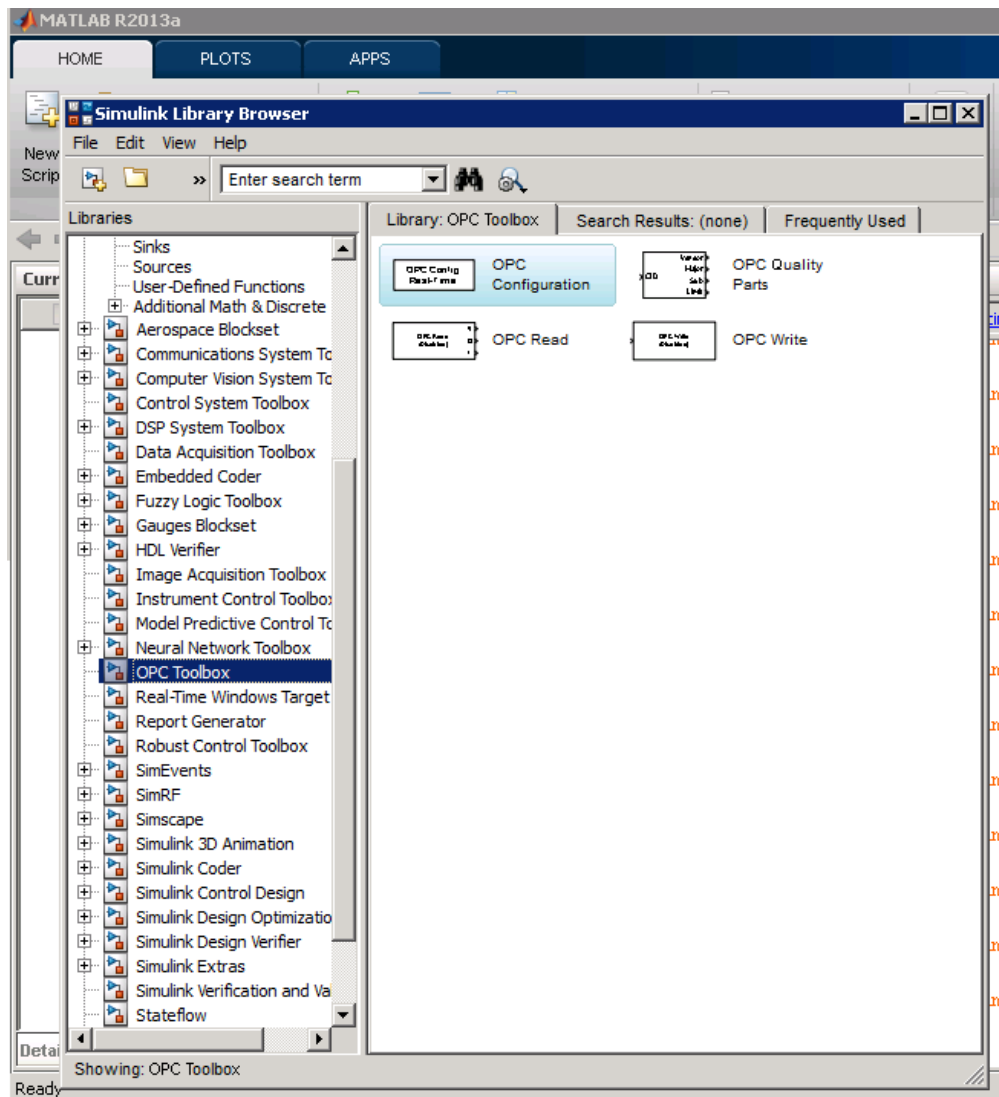 MATLAB R2013a
HOME
PLOTS
APPS
New
Scrip
Simulink Library Browser
File Edit View Help
» Enter search term
Libraries
Library: OPC Toolbox
Search Results: (none)
Frequently Used
Curr
Sinks
Sources
User-Defined Functions
Additional Math & Discrete
Aerospace Blockset
Communications System To
Computer Vision System To
Control System Toolbox
DSP System Toolbox
Data Acquisition Toolbox
Embedded Coder
Fuzzy Logic Toolbox
Gauges Blockset
HDL Verifier
Image Acquisition Toolbox
Instrument Control Toolbo
Model Predictive Control To
Neural Network Toolbox
OPC Toolbox
Real-Time Windows Target
Report Generator
Robust Control Toolbox
SimEvents
SimRF
Simscape
Simulink 3D Animation
Simulink Coder
Simulink Control Design
Simulink Design Optimizatio
Simulink Design Verifier
Simulink Extras
Simulink Verification and Va
Stateflow
OPC Config
Real-Time
OPC
Configuration
OPC Quality
Parts
OPC Read
OPC Write
Detai
Showing: OPC Toolbox
Ready